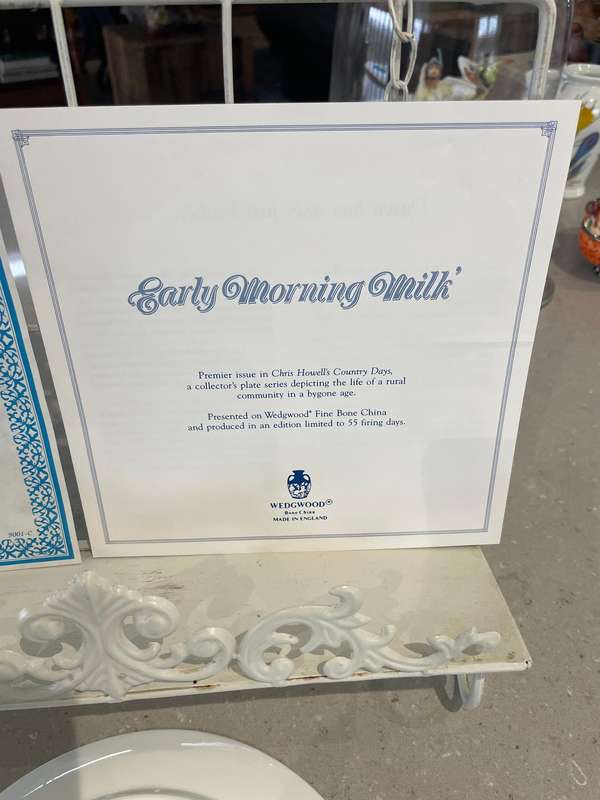 Early Morning Milk'
Premier issue in Chris Howell's Country Days,
a collector's plate series depicting the life of a rural
community in a bygone age.
Presented on Wedgwood® Fine Bone China
and produced in an edition limited to 55 firing days.
WEDGWOOD®
Bone China
MADE IN ENGLAND
9001-C